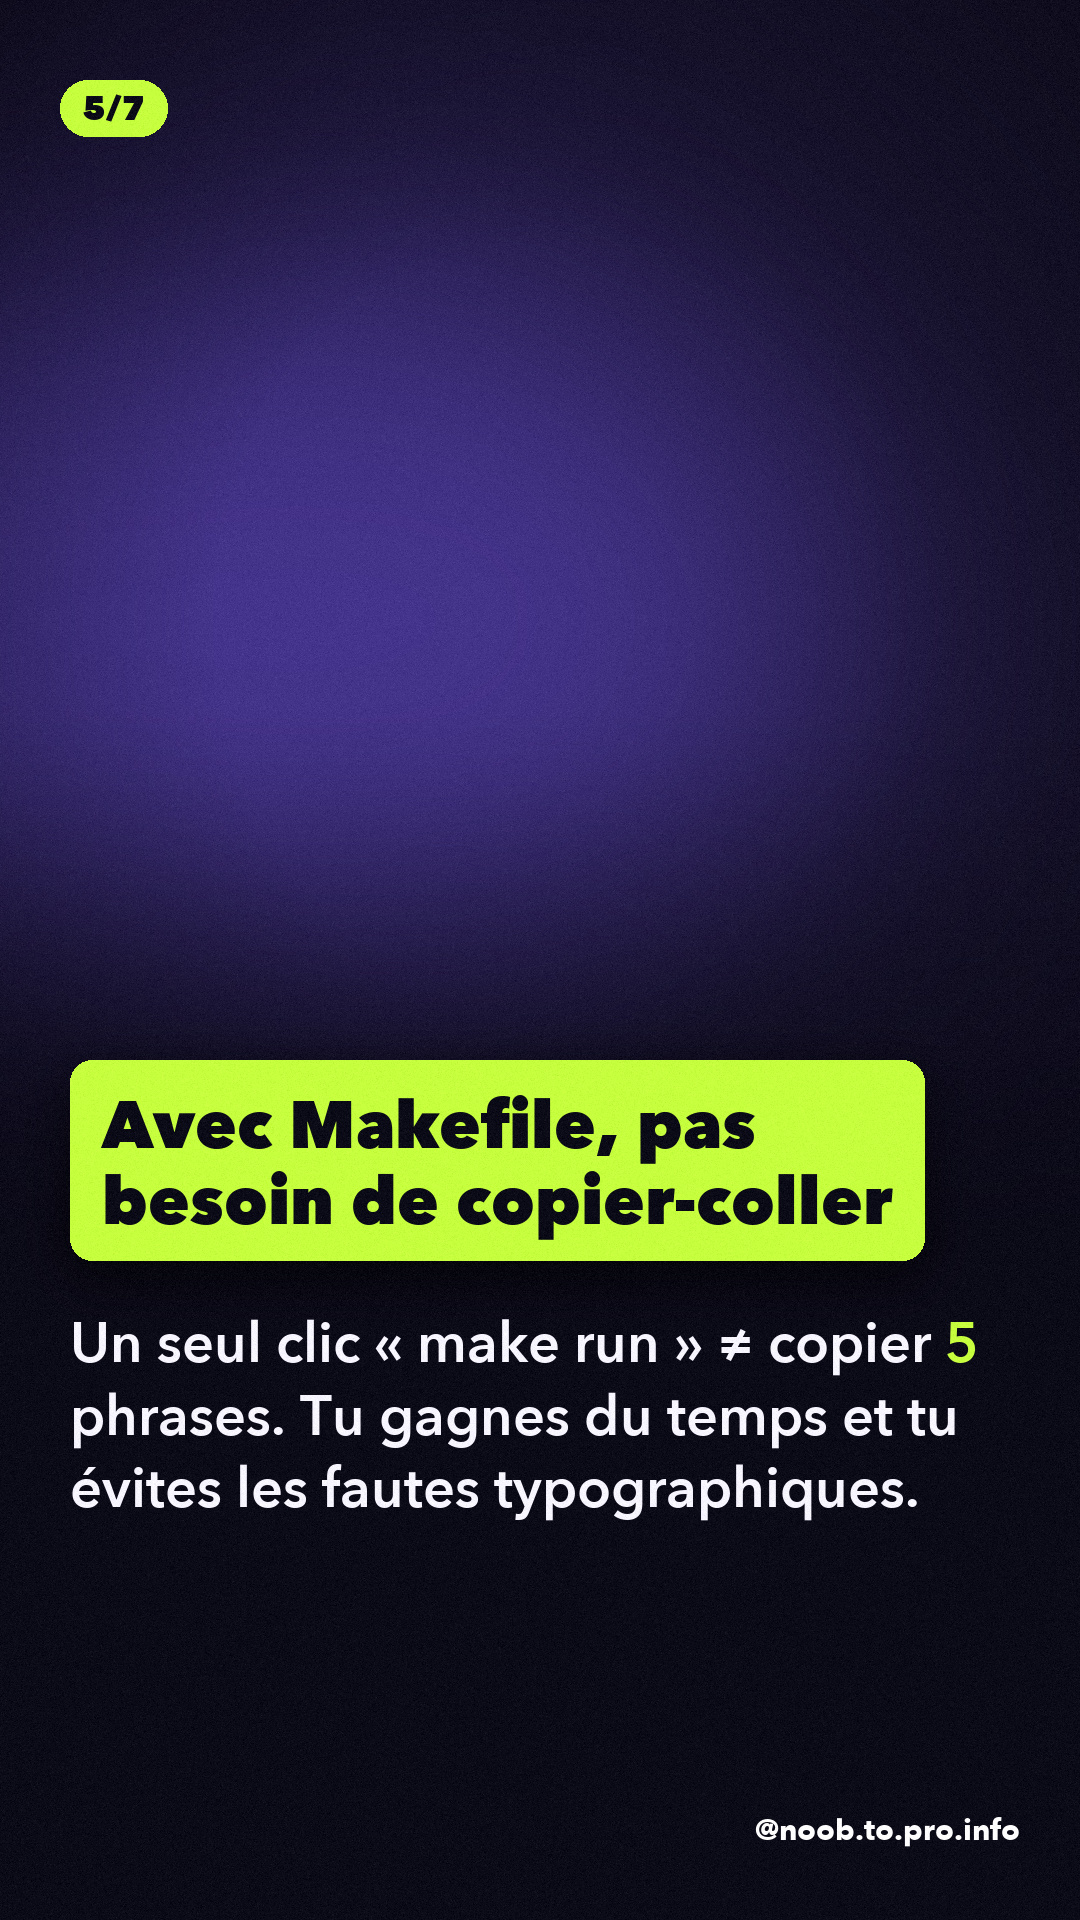 5/7
Avec Makefile, pas
besoin de copier-coller
Un seul clic « make run » ≠ copier 5
phrases. Tu gagnes du temps et tu
évites les fautes typographiques.
@noob.to.pro.info